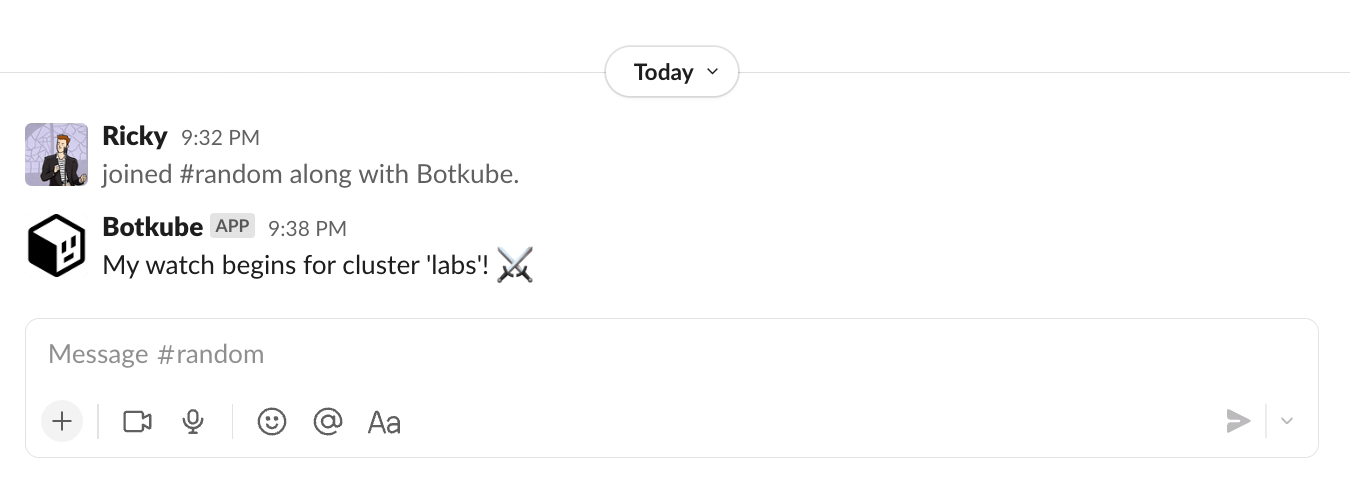 Today
Ricky 9:32 PM
joined #random along with Botkube.
Botkube APP 9:38 PM
My watch begins for cluster 'labs'! ⚔️
Message #random
Aa